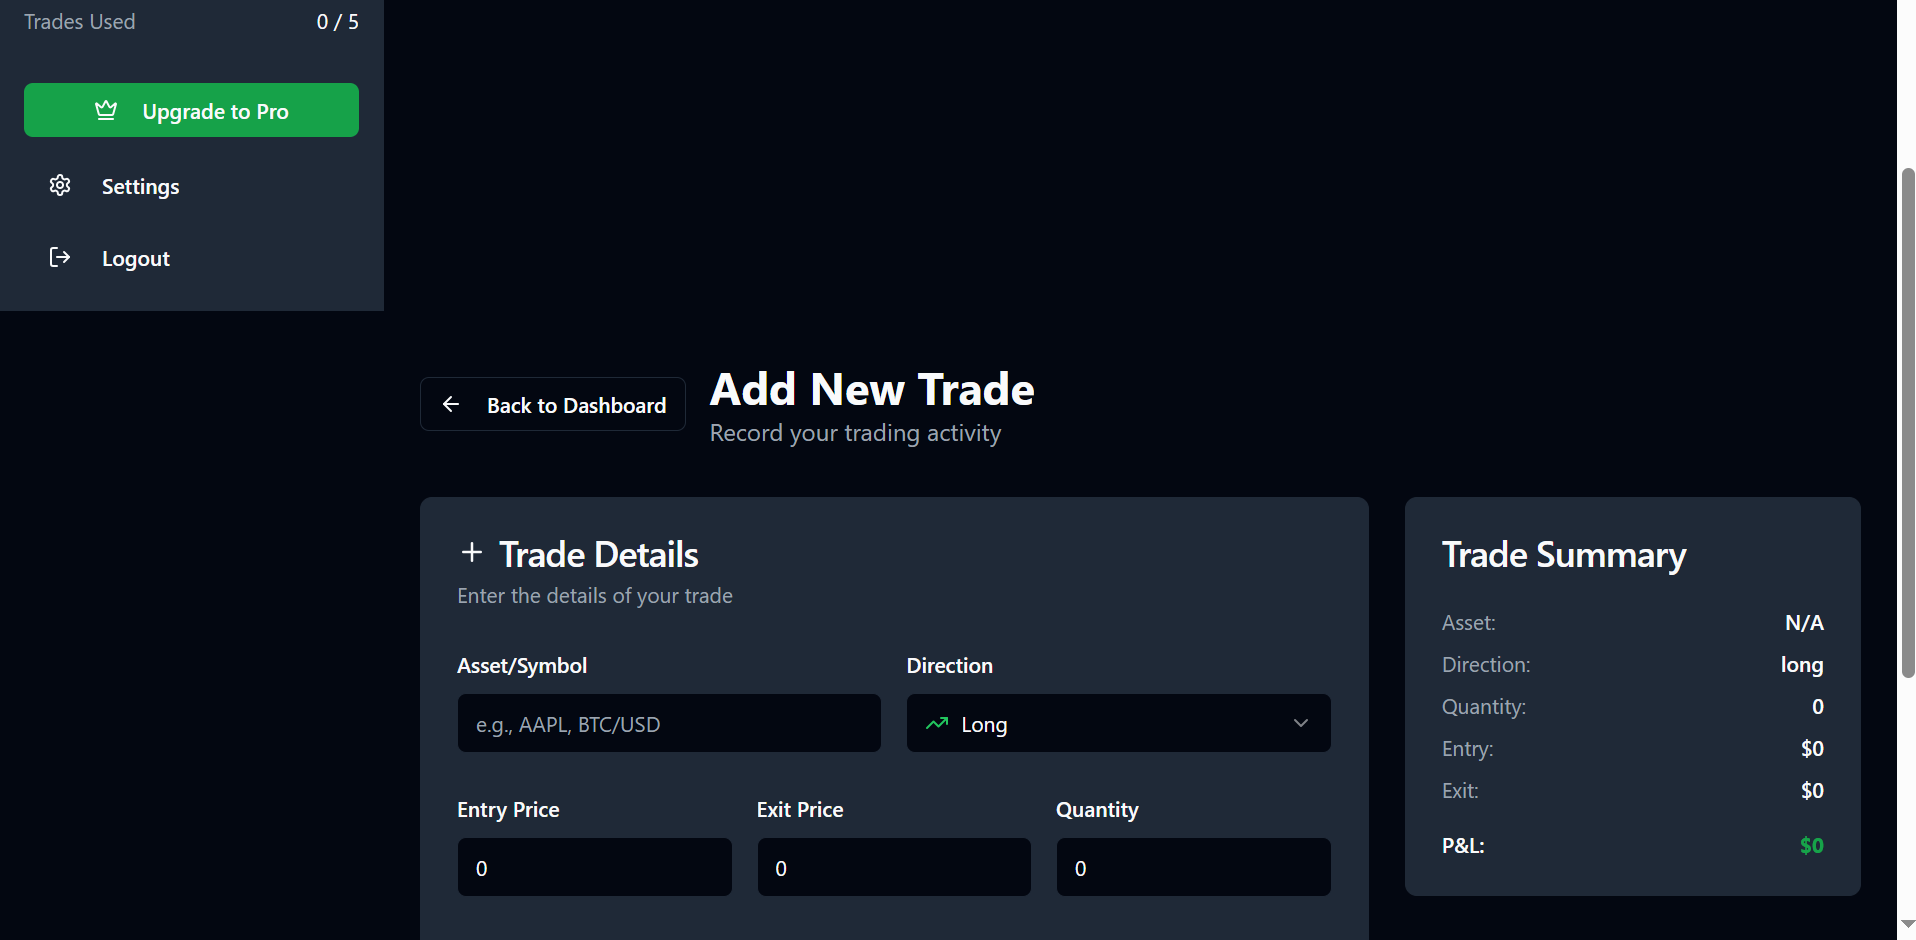 Trades Used 0 / 5
Upgrade to Pro
Settings
Logout
Back to Dashboard
Add New Trade
Record your trading activity
Trade Details
Enter the details of your trade
Asset/Symbol Direction
e.g., AAPL, BTC/USD Long
Entry Price Exit Price Quantity
0 0 0
Trade Summary
Asset: N/A
Direction: long
Quantity: 0
Entry: $0
Exit: $0
P&L: $0